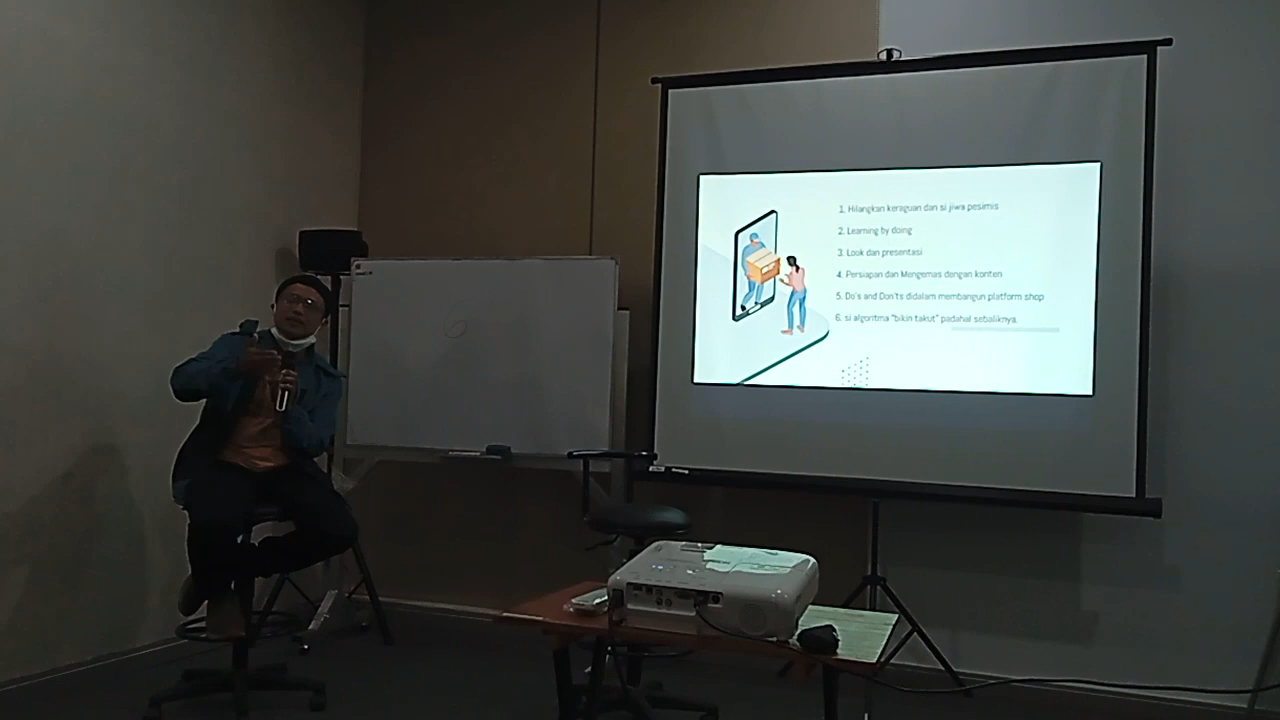 1. Hilangkan keraguan dan si jiwa pesimis
2. Learning by doing
3. Look dan presentasi
4. Persiapan dan Mengemas dengan konten
5. Do's and Don'ts didalam membangun platform shop
6. si algoritma "bikin takut" padahal sebaliknya.